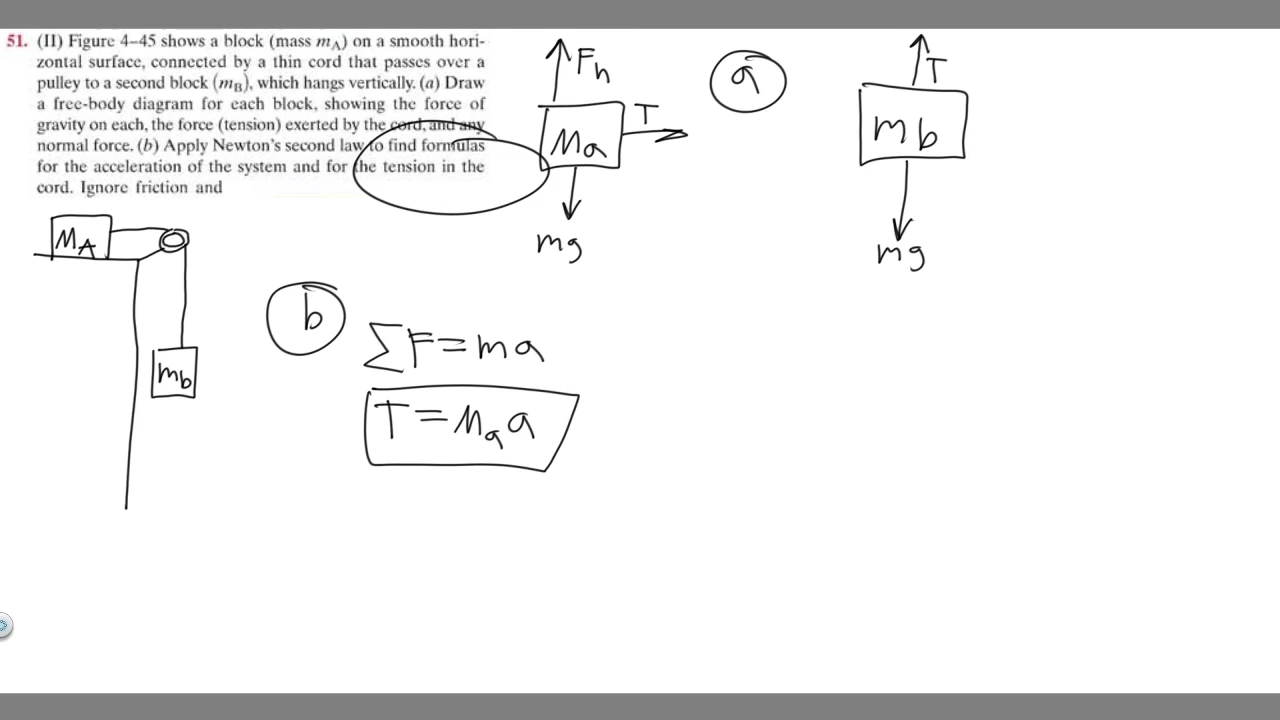 51. (II) Figure 4–45 shows a block (mass mA) on a smooth hori-
zontal surface, connected by a thin cord that passes over a
pulley to a second block (mB), which hangs vertically. (a) Draw
a free-body diagram for each block, showing the force of
gravity on each, the force (tension) exerted by the cord, and any
normal force. (b) Apply Newton's second law to find formulas
for the acceleration of the system and for the tension in the
cord. Ignore friction and
Fn
T
Ma
mg
a
T
mb
mg
MA
mb
b
ΣF=ma
T=Maa